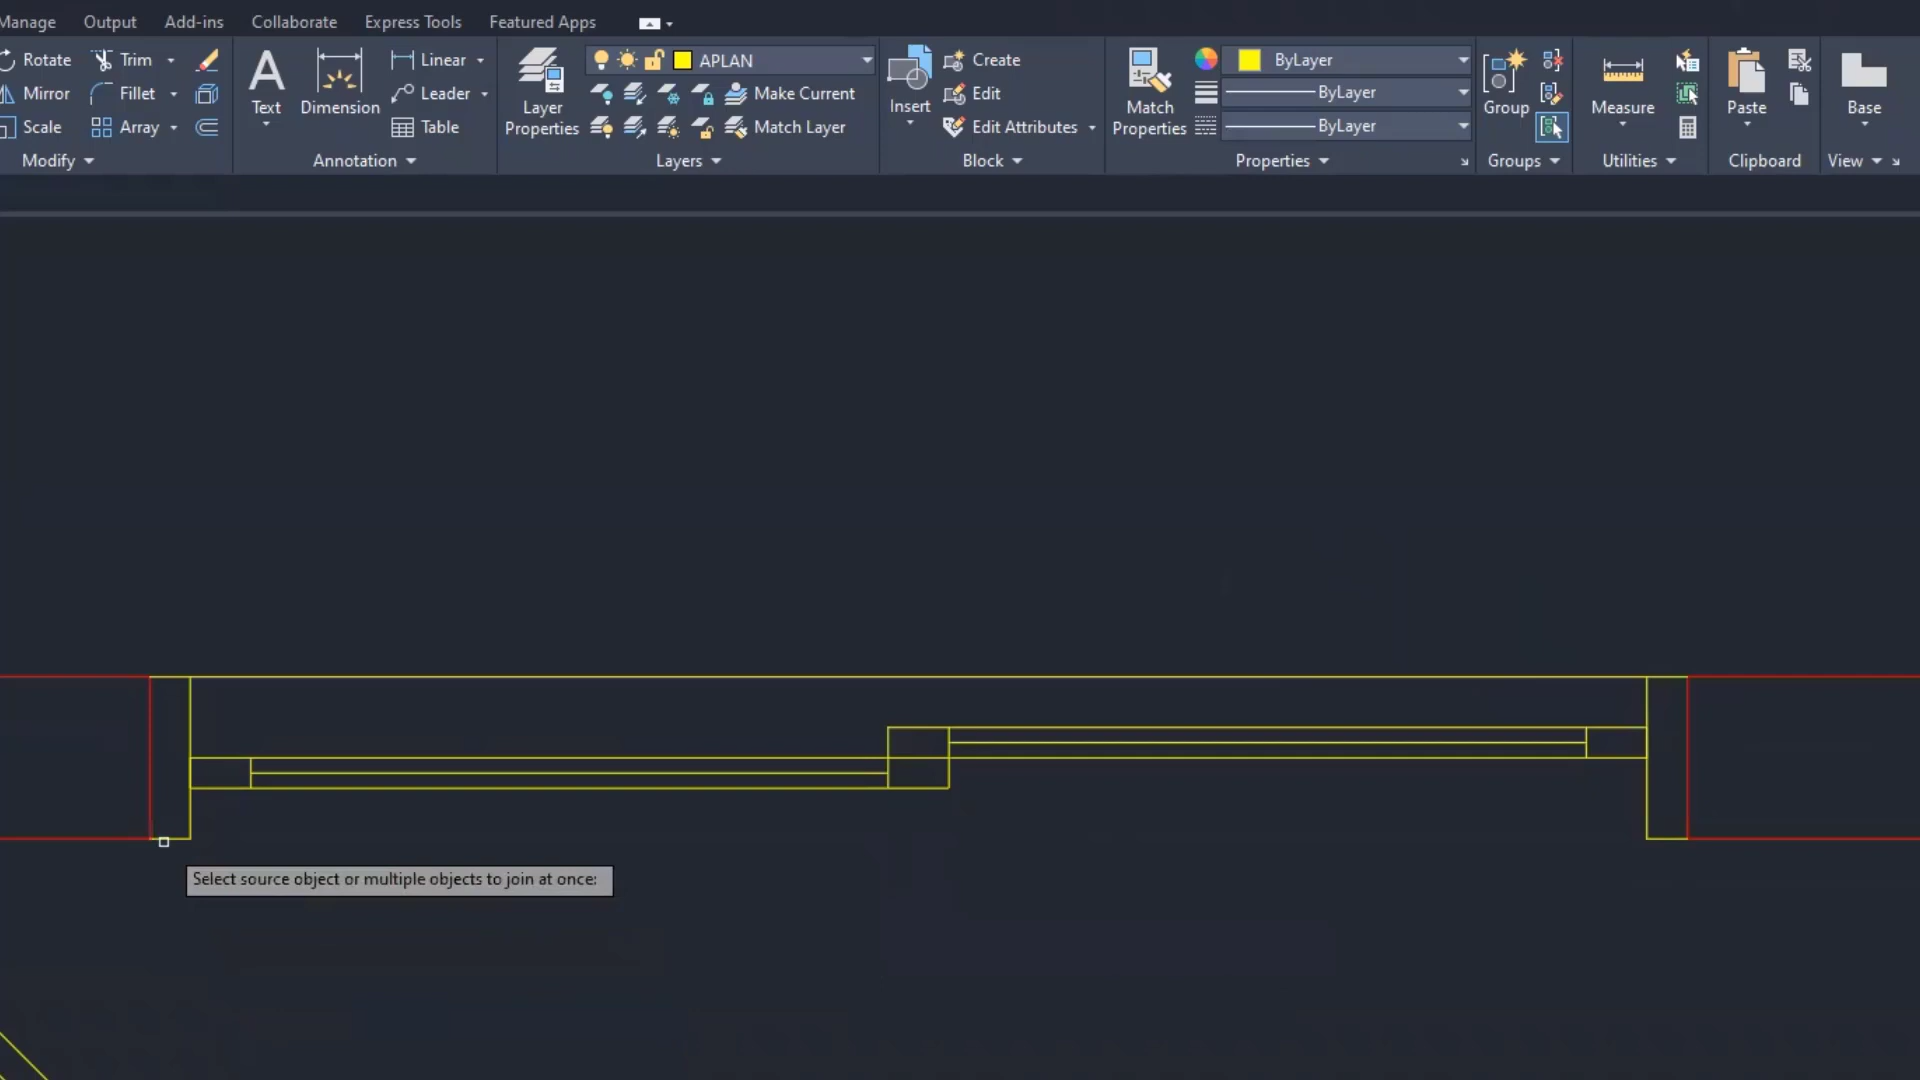 Manage Output Add-ins Collaborate Express Tools Featured Apps
Rotate Trim Linear APLAN Create ByLayer
Mirror Fillet Leader Make Current Edit ByLayer
Text Dimension Layer Properties Insert Match Properties Group Measure Paste Base
Scale Array Table Match Layer Edit Attributes ByLayer
Modify Annotation Layers Block Properties Groups Utilities Clipboard View
Select source object or multiple objects to join at once: